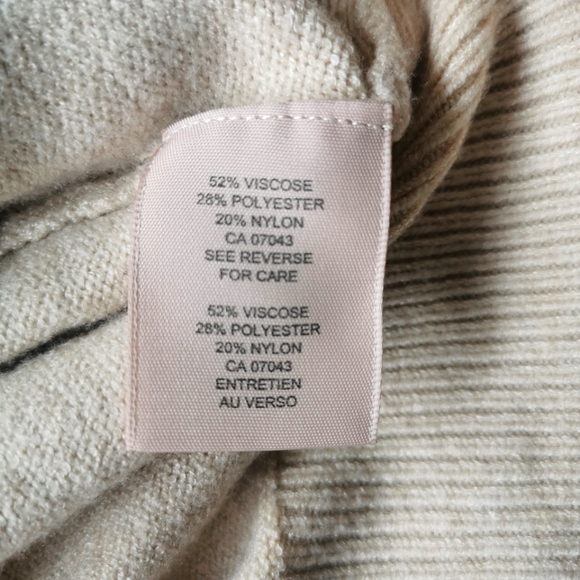 52% VISCOSE
28% POLYESTER
20% NYLON
CA 07043
SEE REVERSE
FOR CARE
52% VISCOSE
28% POLYESTER
20% NYLON
CA 07043
ENTRETIEN
AU VERSO